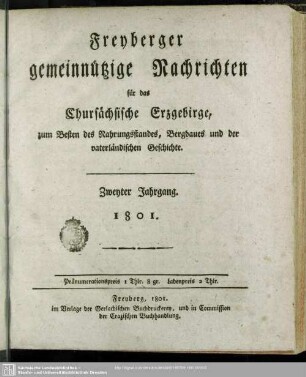 Freyberger
gemeinnützige Nachrichten
für das
Chursächsische Erzgebirge,
zum Besten des Nahrungsstandes, Bergbaues und der
vaterländischen Geschichte.
Zweyter Jahrgang.
1801.
Pränumerationspreis 1 Thlr. 8 gr. Ladenpreis 2 Thlr.
Freyberg, 1801.
im Verlage der Gerlachischen Buchdruckerey, und in Commission
der Crazischen Buchhandlung.